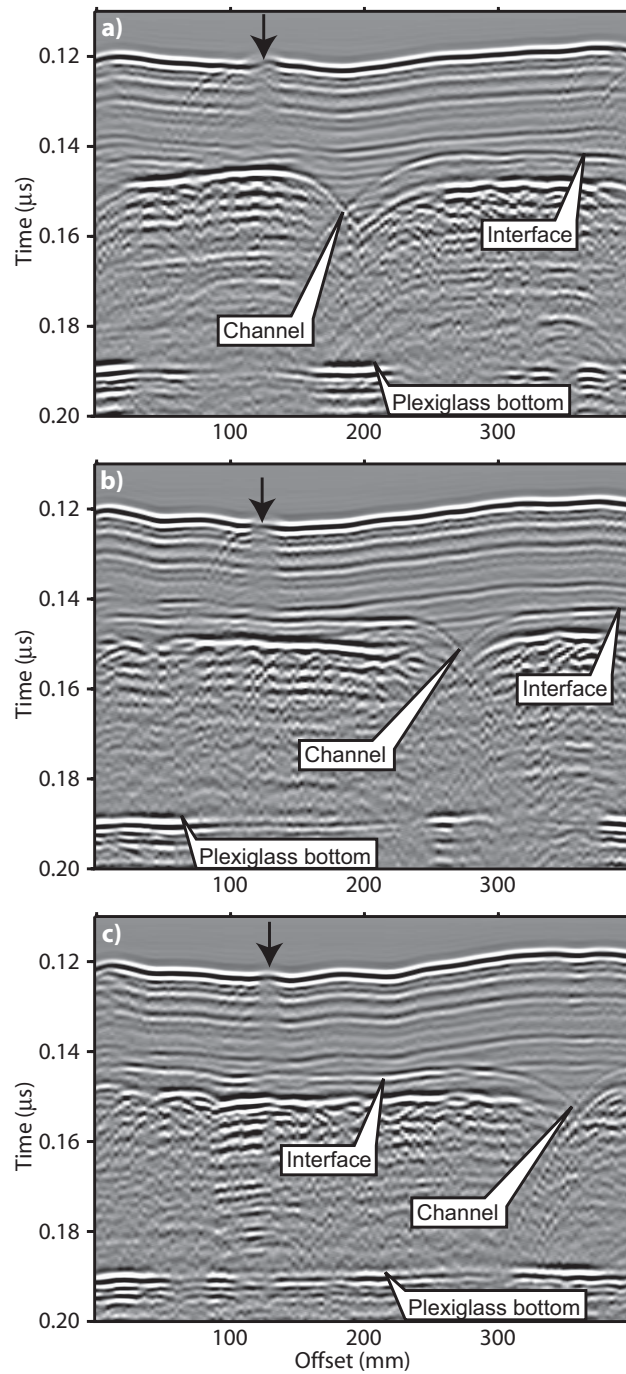 a)
0.12
0.14
0.16
0.18
0.20
Time (μs)
Interface
Channel
Plexiglass bottom
100
200
300
b)
0.12
0.14
0.16
0.18
0.20
Time (μs)
Interface
Channel
Plexiglass bottom
100
200
300
c)
0.12
0.14
0.16
0.18
0.20
Time (μs)
Interface
Channel
Plexiglass bottom
100
200
300
Offset (mm)